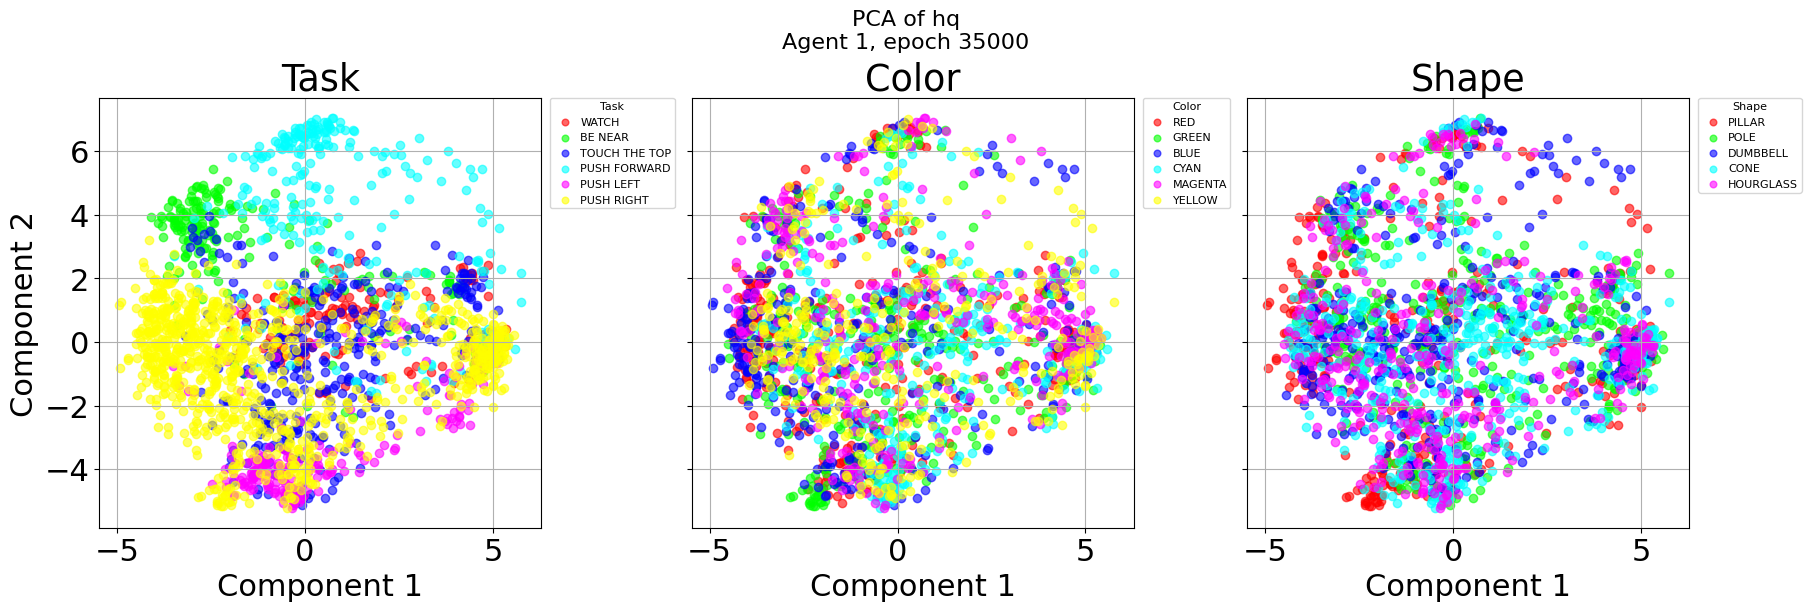 PCA of hq
Agent 1, epoch 35000
Task
Color
Shape
Component 2
6
4
2
0
−2
−4
−5
0
5
Component 1
Task
WATCH
BE NEAR
TOUCH THE TOP
PUSH FORWARD
PUSH LEFT
PUSH RIGHT
−5
0
5
Component 1
Color
RED
GREEN
BLUE
CYAN
MAGENTA
YELLOW
−5
0
5
Component 1
Shape
PILLAR
POLE
DUMBBELL
CONE
HOURGLASS